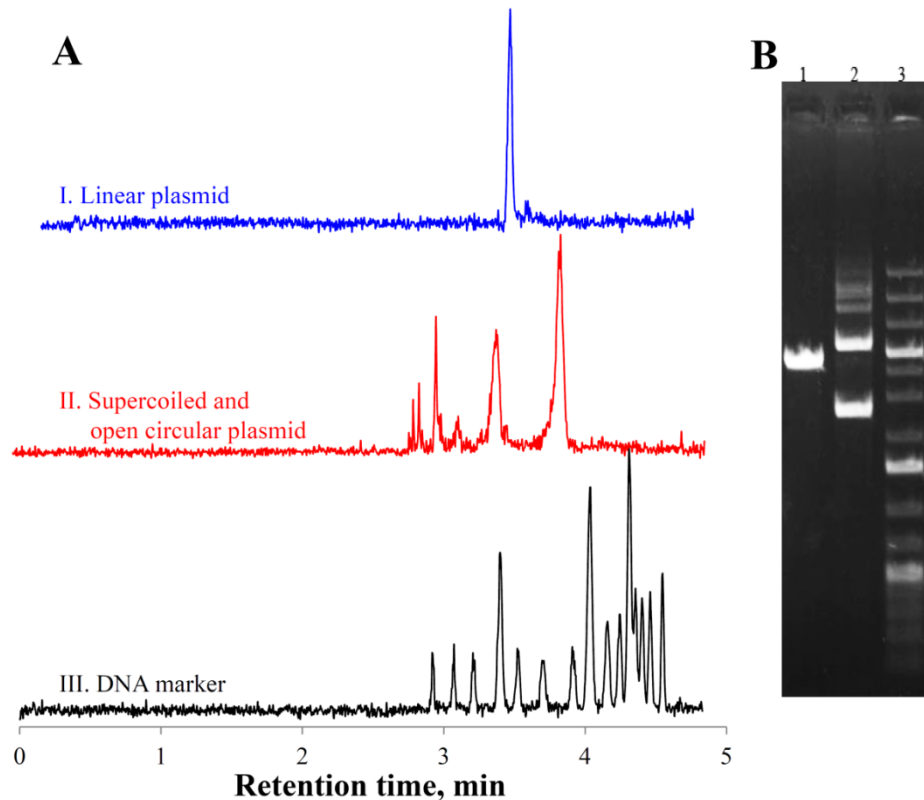 A
B
1 2 3
I. Linear plasmid
II. Supercoiled and
open circular plasmid
III. DNA marker
0 1 2 3 4 5
Retention time, min